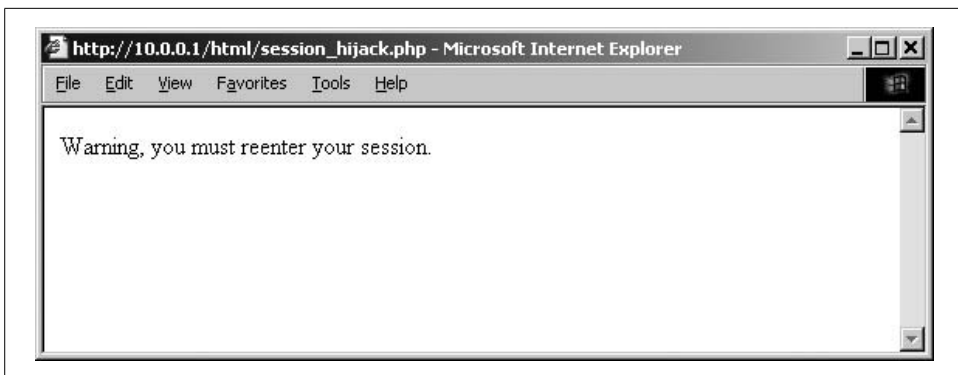 http://10.0.0.1/html/session_hijack.php - Microsoft Internet Explorer
File Edit View Favorites Tools Help
Warning, you must reenter your session.